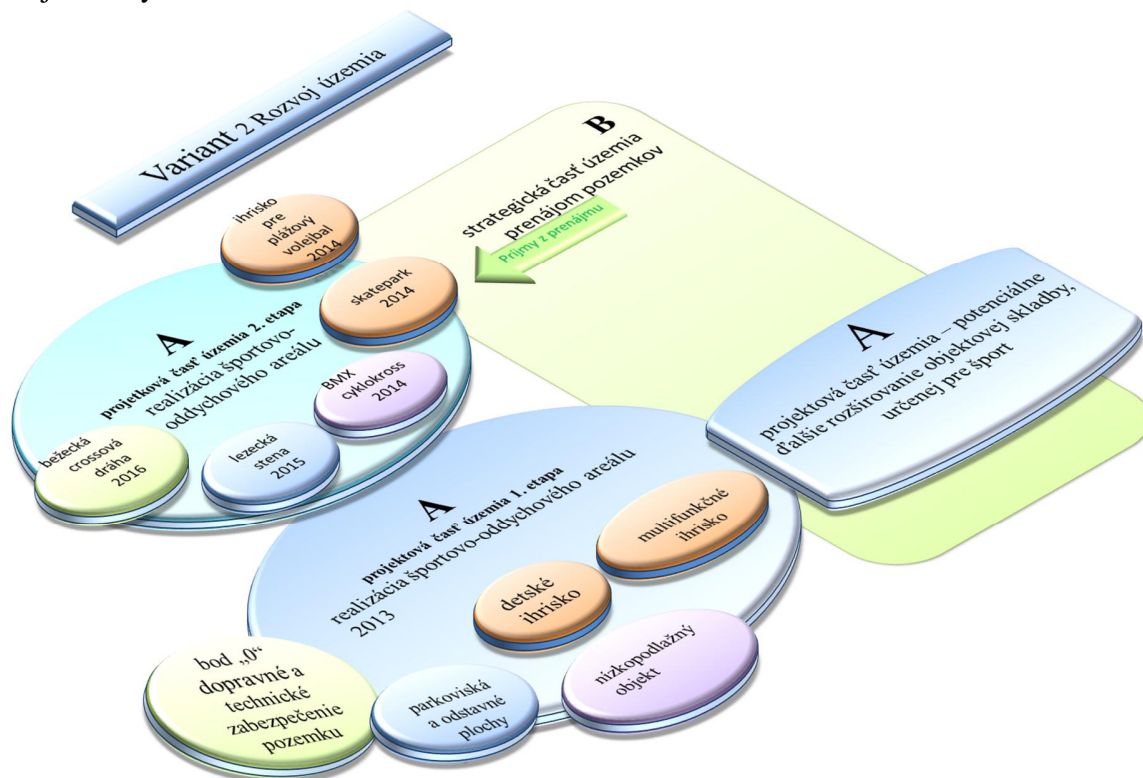 Variant 2 Rozvoj územia
B
strategická časť územia
prenájom pozemkov
Príjmy z prenájmu
ihrisko
pre
plážový
volejbal
2014
skatepark
2014
A
projetková časť územia 2. etapa
realizácia športovo-
oddychového areálu
BMX
cyklokross
2014
lezecká
stena
2015
bežecká
crossová
dráha
2016
A
projektová časť územia – potenciálne
ďalšie rozširovanie objektovej skladby,
určenej pre šport
A
projektová časť územia 1. etapa
realizácia športovo-oddychového areálu
2013
multifunkčné
ihrisko
detské
ihrisko
nízkopodlažný
objekt
parkoviská
a odstavné
plochy
bod „0“
dopravné a
technické
zabezpečenie
pozemku